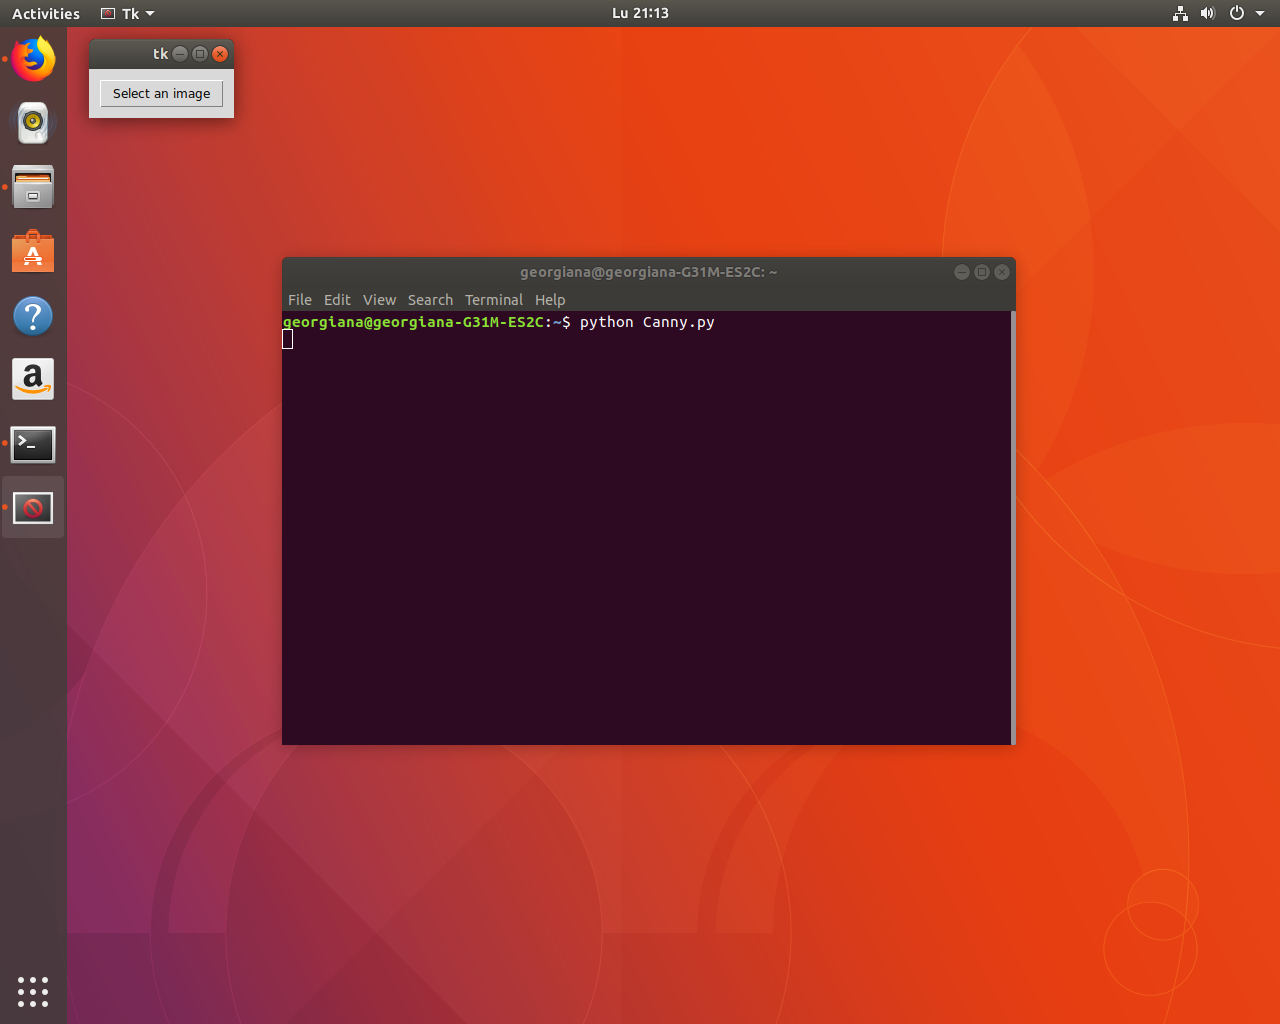 Activities Tk Lu 21:13
tk
Select an image
georgiana@georgiana-G31M-ES2C: ~
File Edit View Search Terminal Help
georgiana@georgiana-G31M-ES2C:~$ python Canny.py